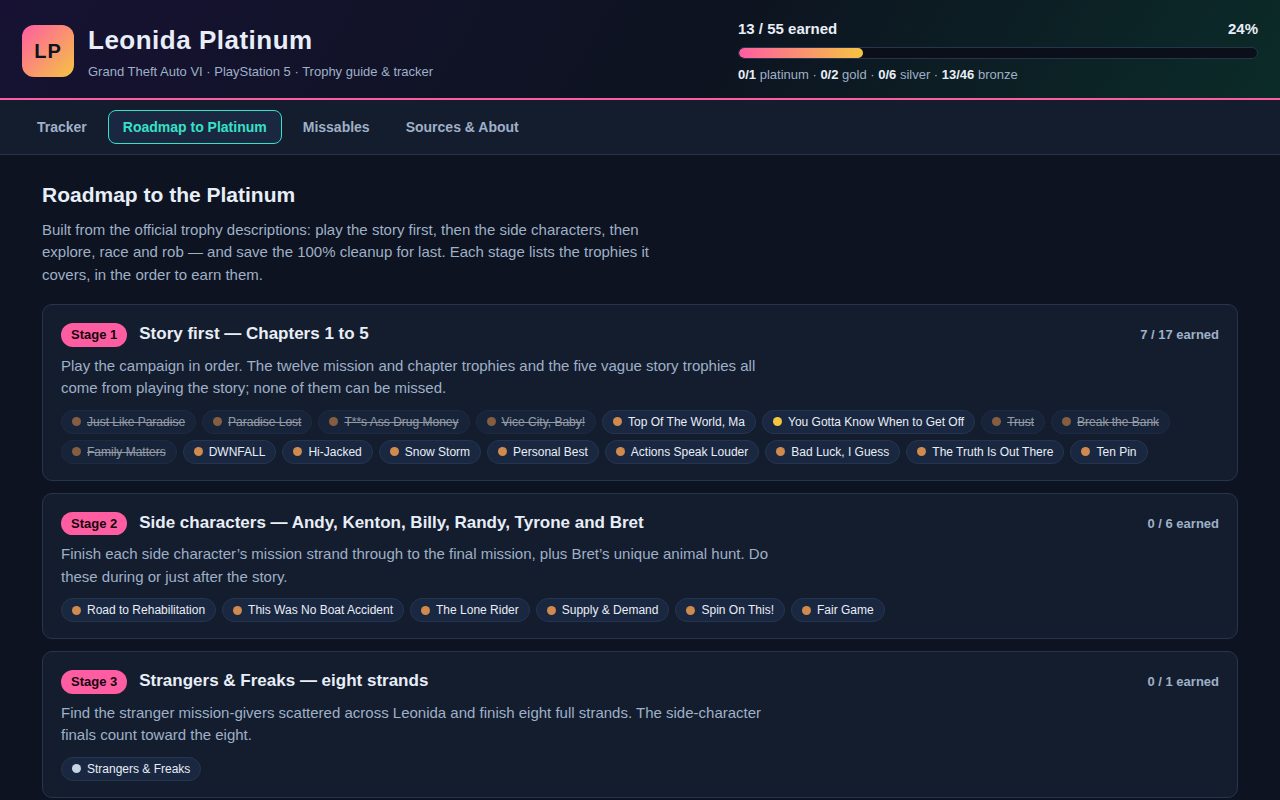 LP
Leonida Platinum
Grand Theft Auto VI · PlayStation 5 · Trophy guide & tracker
13 / 55 earned 24%
0/1 platinum · 0/2 gold · 0/6 silver · 13/46 bronze
Tracker Roadmap to Platinum Missables Sources & About
Roadmap to the Platinum
Built from the official trophy descriptions: play the story first, then the side characters, then
explore, race and rob — and save the 100% cleanup for last. Each stage lists the trophies it
covers, in the order to earn them.
Stage 1 Story first — Chapters 1 to 5 7 / 17 earned
Play the campaign in order. The twelve mission and chapter trophies and the five vague story trophies all
come from playing the story; none of them can be missed.
Just Like Paradise Paradise Lost T**s Ass Drug Money Vice City, Baby! Top Of The World, Ma You Gotta Know When to Get Off Trust Break the Bank
Family Matters DWNFALL Hi-Jacked Snow Storm Personal Best Actions Speak Louder Bad Luck, I Guess The Truth Is Out There Ten Pin
Stage 2 Side characters — Andy, Kenton, Billy, Randy, Tyrone and Bret 0 / 6 earned
Finish each side character’s mission strand through to the final mission, plus Bret’s unique animal hunt. Do
these during or just after the story.
Road to Rehabilitation This Was No Boat Accident The Lone Rider Supply & Demand Spin On This! Fair Game
Stage 3 Strangers & Freaks — eight strands 0 / 1 earned
Find the stranger mission-givers scattered across Leonida and finish eight full strands. The side-character
finals count toward the eight.
Strangers & Freaks